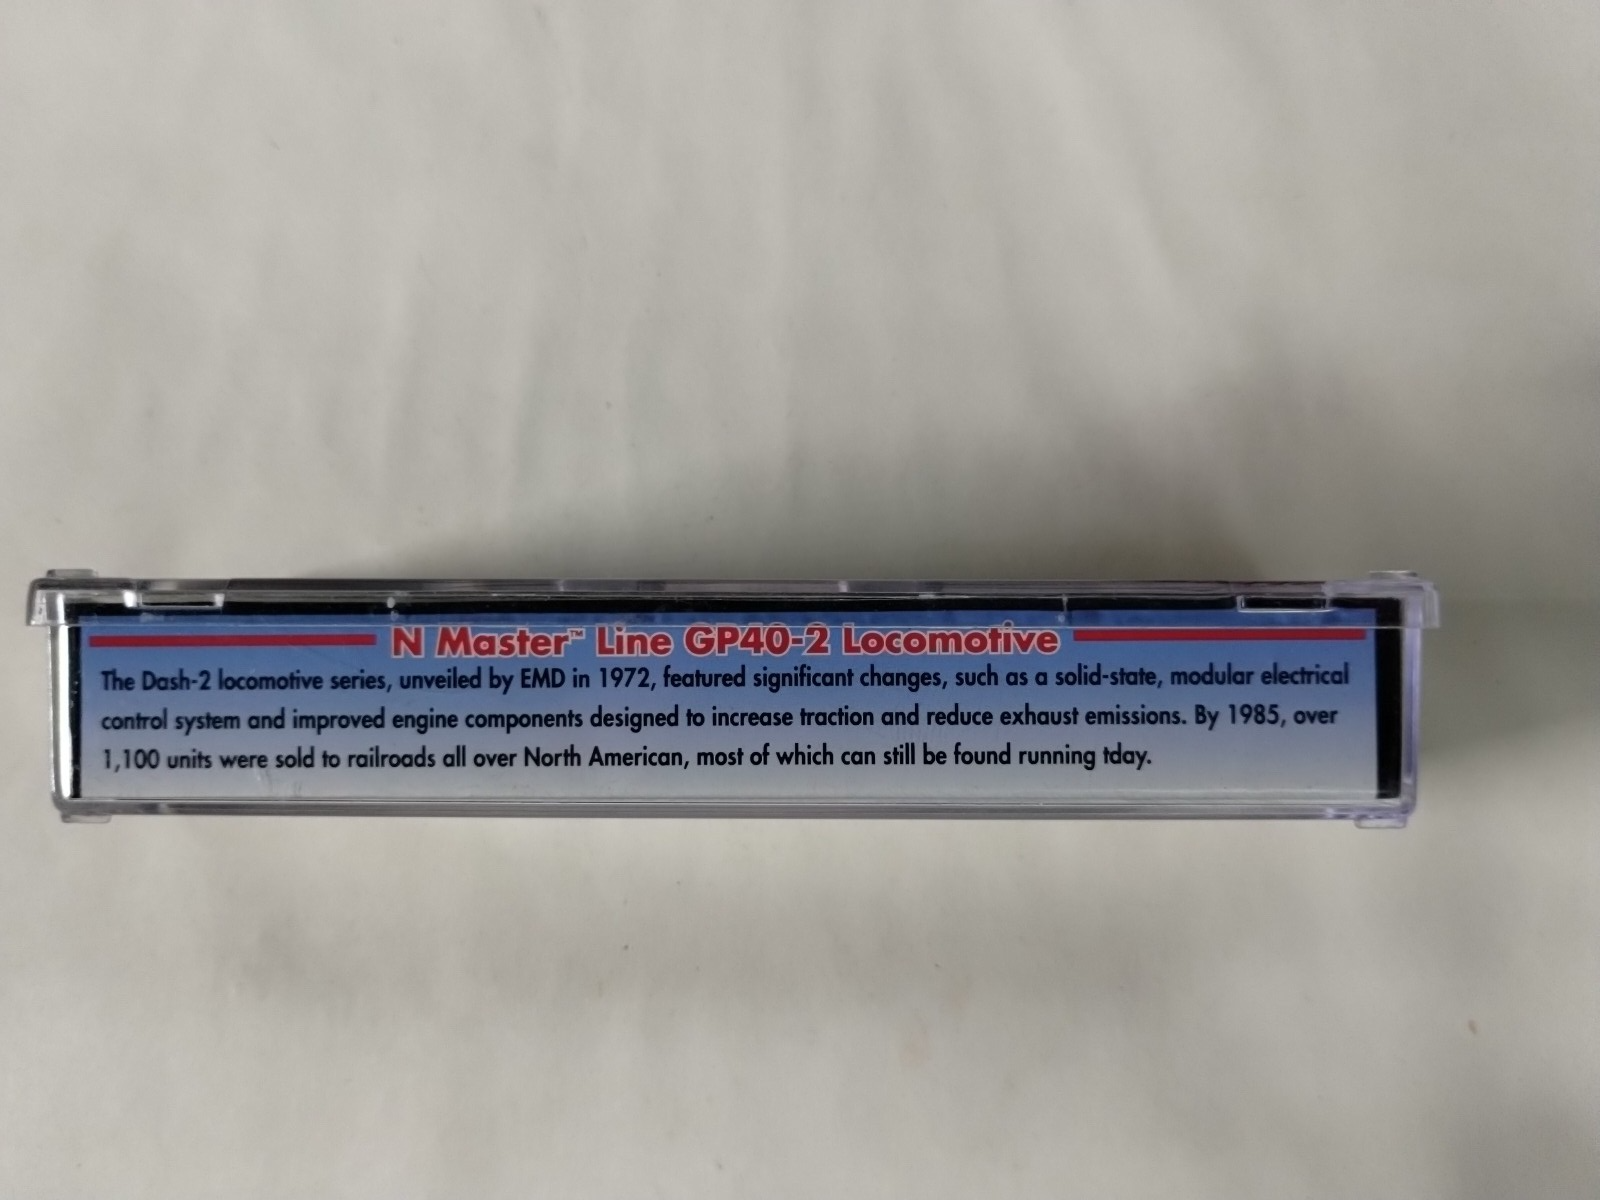 N Master™ Line GP40-2 Locomotive
The Dash-2 locomotive series, unveiled by EMD in 1972, featured significant changes, such as a solid-state, modular electrical
control system and improved engine components designed to increase traction and reduce exhaust emissions. By 1985, over
1,100 units were sold to railroads all over North American, most of which can still be found running tday.